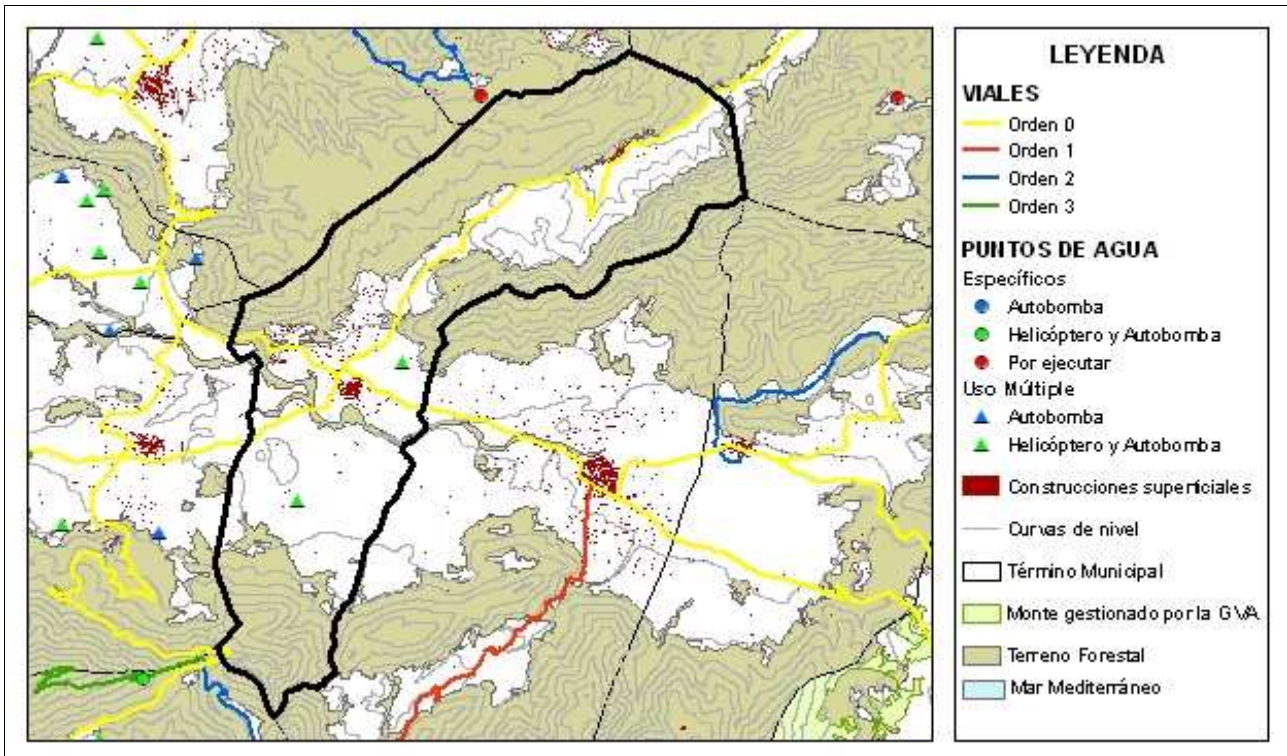 LEYENDA
VIALES
Orden 0
Orden 1
Orden 2
Orden 3
PUNTOS DE AGUA
Específicos
Autobomba
Helicóptero y Autobomba
Por ejecutar
Uso Múltiple
Autobomba
Helicóptero y Autobomba
Construcciones superficiales
Curvas de nivel
Término Municipal
Monte gestionado por la GVA
Terreno Forestal
Mar Mediterráneo